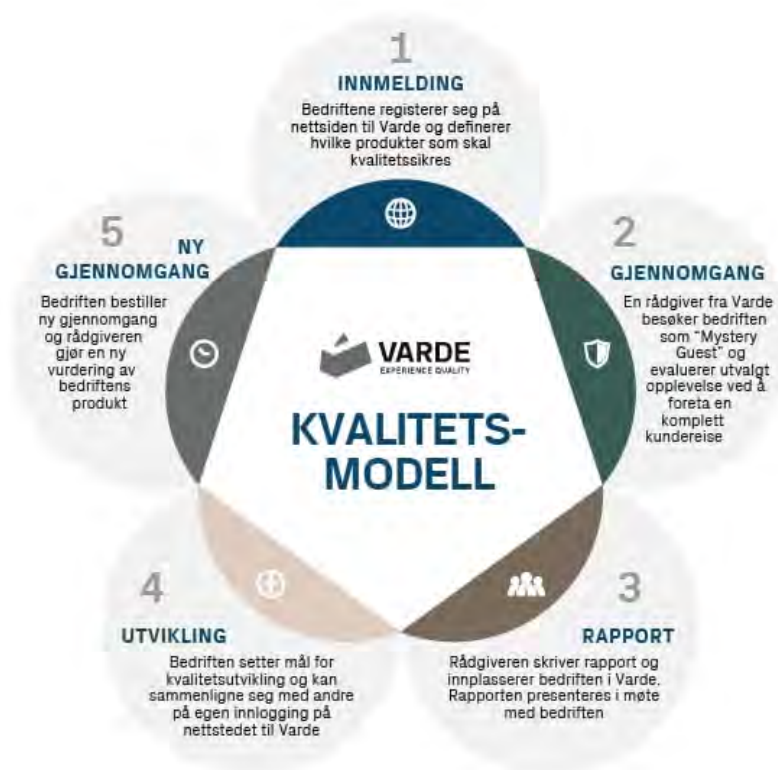 1
INNMELDING
Bedriftene registerer seg på
nettsiden til Varde og definerer
hvilke produkter som skal
kvalitetssikres
2
GJENNOMGANG
En rådgiver fra Varde
besøker bedriften
som "Mystery
Guest" og
evaluerer utvalgt
opplevelse ved å
foreta en
komplett
kundereise
3
RAPPORT
Rådgiveren skriver rapport og
innplasserer bedriften i Varde.
Rapporten presenteres i møte
med bedriften
4
UTVIKLING
Bedriften setter mål for
kvalitetsutvikling og kan
sammenligne seg med andre
på egen innlogging på
nettstedet til Varde
5
NY
GJENNOMGANG
Bedriften bestiller
ny gjennomgang
og rådgiveren
gjør en ny
vurdering av
bedriftens
produkt
VARDE
EXPERIENCE QUALITY
KVALITETS-
MODELL